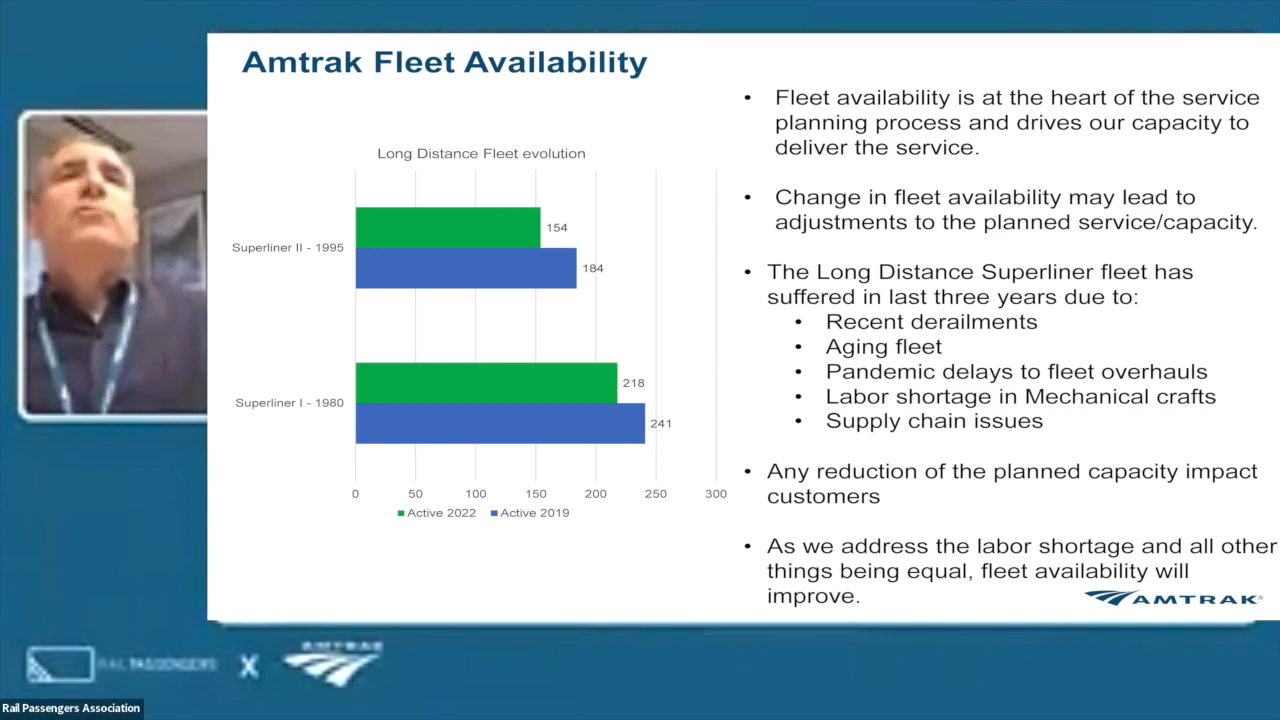 Amtrak Fleet Availability
Long Distance Fleet evolution
Superliner II - 1995
154
184
Superliner I - 1980
218
241
0 50 100 150 200 250 300
Active 2022 Active 2019
• Fleet availability is at the heart of the service
planning process and drives our capacity to
deliver the service.
• Change in fleet availability may lead to
adjustments to the planned service/capacity.
• The Long Distance Superliner fleet has
suffered in last three years due to:
• Recent derailments
• Aging fleet
• Pandemic delays to fleet overhauls
• Labor shortage in Mechanical crafts
• Supply chain issues
• Any reduction of the planned capacity impact
customers
• As we address the labor shortage and all other
things being equal, fleet availability will
improve.
AMTRAK®
RAIL PASSENGERS X AMTRAK
Rail Passengers Association